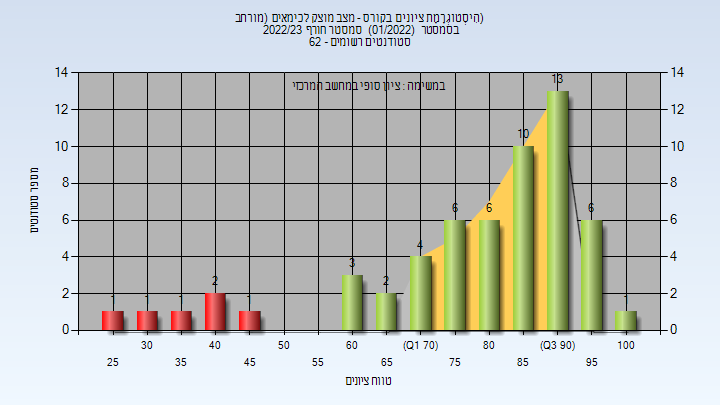 (היסטוגרמת ציונים בקורס - מצב מוצק לכימאים (מורחב
בסמסטר (01/2022) סמסטר חורף 2022/23
סטודנטים רשומים - 62
במשימה : ציון סופי במחשב המרכזי
מספר סטודנטים
14 14
12 12
10 10
8 8
6 6
4 4
2 2
0 0
1 1 1 2 1 3 2 4 6 6 10 13 6 1
30 40 50 60 (Q1 70) 80 (Q3 90) 100
25 35 45 55 65 75 85 95
טווח ציונים